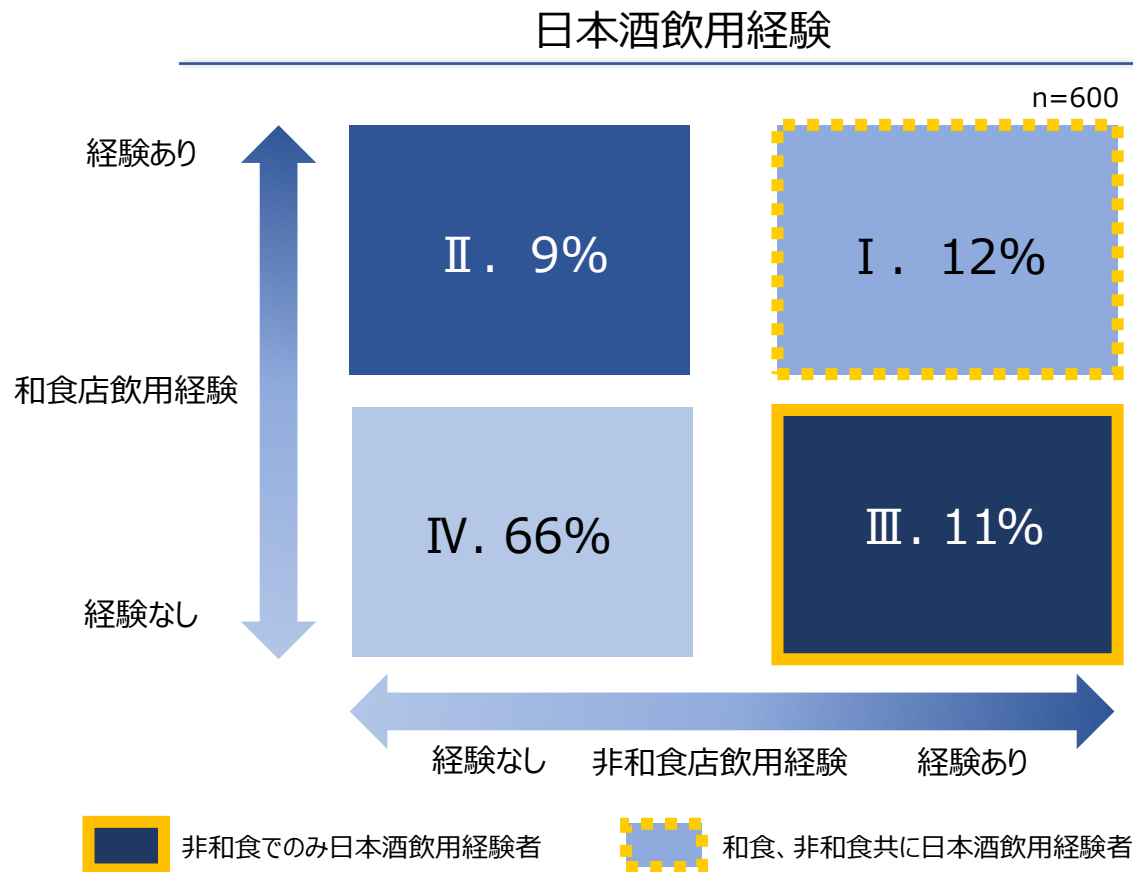 日本酒飲用経験
n=600
経験あり
Ⅱ. 9%
Ⅰ. 12%
和食店飲用経験
Ⅳ. 66%
Ⅲ. 11%
経験なし
経験なし 非和食店飲用経験 経験あり
非和食でのみ日本酒飲用経験者 和食、非和食共に日本酒飲用経験者